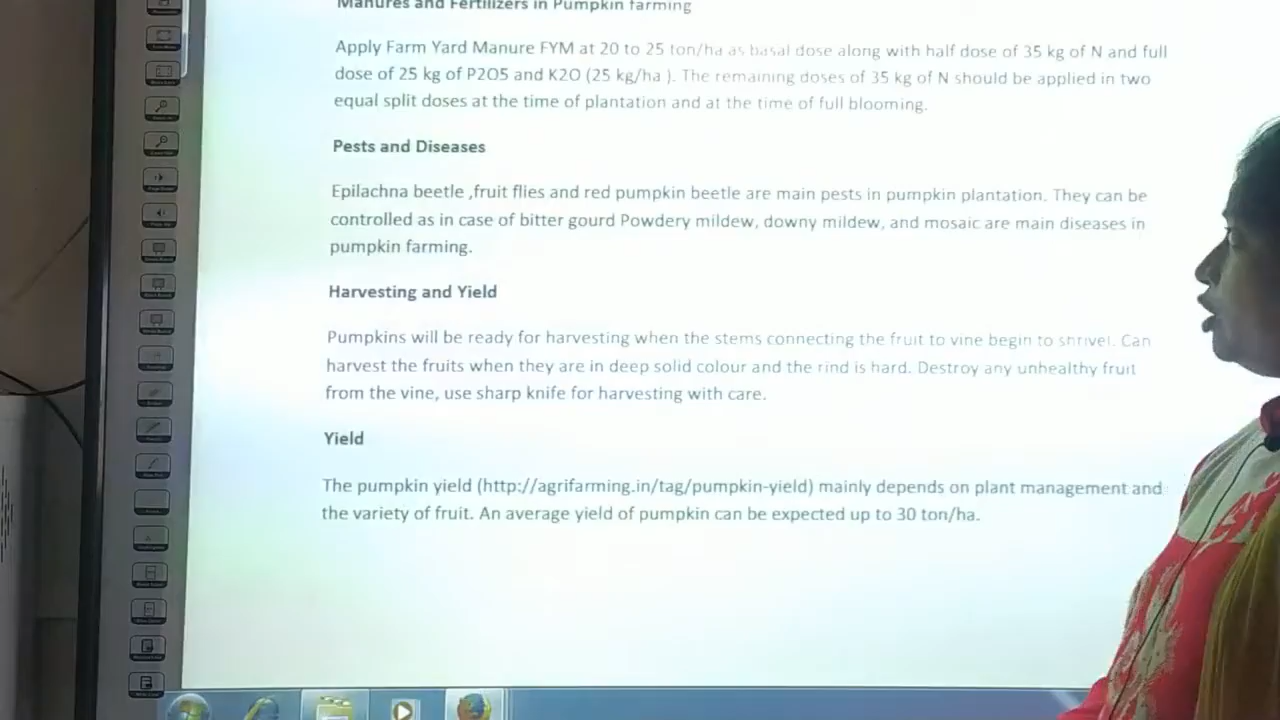 Manures and Fertilizers in Pumpkin farming
Apply Farm Yard Manure FYM at 20 to 25 ton/ha as basal dose along with half dose of 35 kg of N and full
dose of 25 kg of P2O5 and K2O (25 kg/ha ). The remaining doses of 35 kg of N should be applied in two
equal split doses at the time of plantation and at the time of full blooming.
Pests and Diseases
Epilachna beetle ,fruit flies and red pumpkin beetle are main pests in pumpkin plantation. They can be
controlled as in case of bitter gourd Powdery mildew, downy mildew, and mosaic are main diseases in
pumpkin farming.
Harvesting and Yield
Pumpkins will be ready for harvesting when the stems connecting the fruit to vine begin to shrivel. Can
harvest the fruits when they are in deep solid colour and the rind is hard. Destroy any unhealthy fruit
from the vine, use sharp knife for harvesting with care.
Yield
The pumpkin yield (http://agrifarming.in/tag/pumpkin-yield) mainly depends on plant management and
the variety of fruit. An average yield of pumpkin can be expected up to 30 ton/ha.